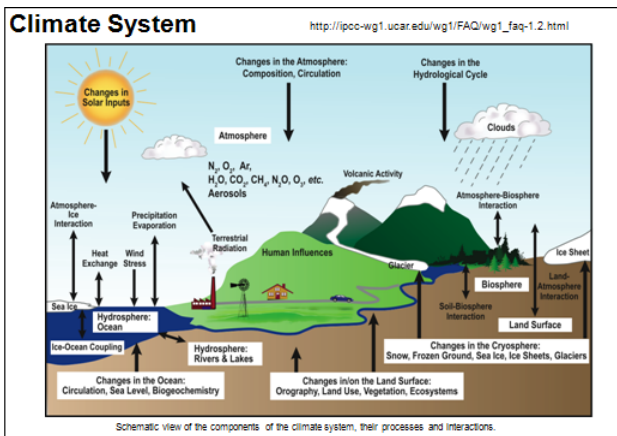 Climate System
http://ipcc-wg1.ucar.edu/wg1/FAQ/wg1_faq-1.2.html
Changes in
Solar Inputs
Changes in the Atmosphere:
Composition, Circulation
Changes in the
Hydrological Cycle
Atmosphere
Clouds
N₂, O₂, Ar,
H₂O, CO₂, CH₄, N₂O, O₃, etc.
Aerosols
Volcanic Activity
Atmosphere-
Ice
Interaction
Precipitation
Evaporation
Atmosphere-Biosphere
Interaction
Heat
Exchange
Wind
Stress
Terrestrial
Radiation
Human Influences
Glacier
Ice Sheet
Sea Ice
Hydrosphere:
Ocean
Biosphere
Land-
Atmosphere
Interaction
Soil-Biosphere
Interaction
Land Surface
Ice-Ocean Coupling
Hydrosphere:
Rivers & Lakes
Changes in the Cryosphere:
Snow, Frozen Ground, Sea Ice, Ice Sheets, Glaciers
Changes in the Ocean:
Circulation, Sea Level, Biogeochemistry
Changes in/on the Land Surface:
Orography, Land Use, Vegetation, Ecosystems
Schematic view of the components of the climate system, their processes and interactions.